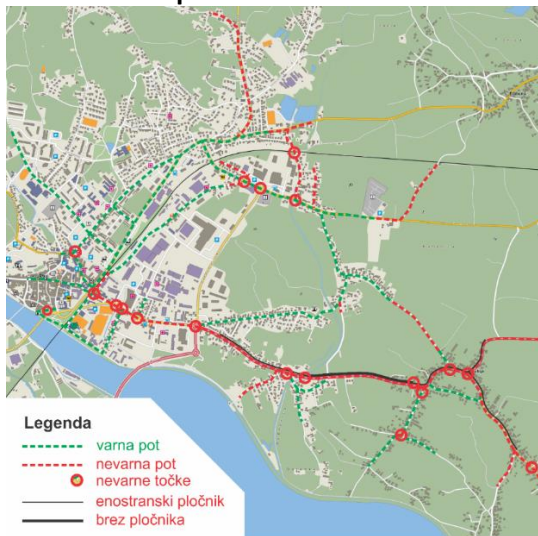 Legenda
varna pot
nevarna pot
nevarne točke
enostranski pločnik
brez pločnika